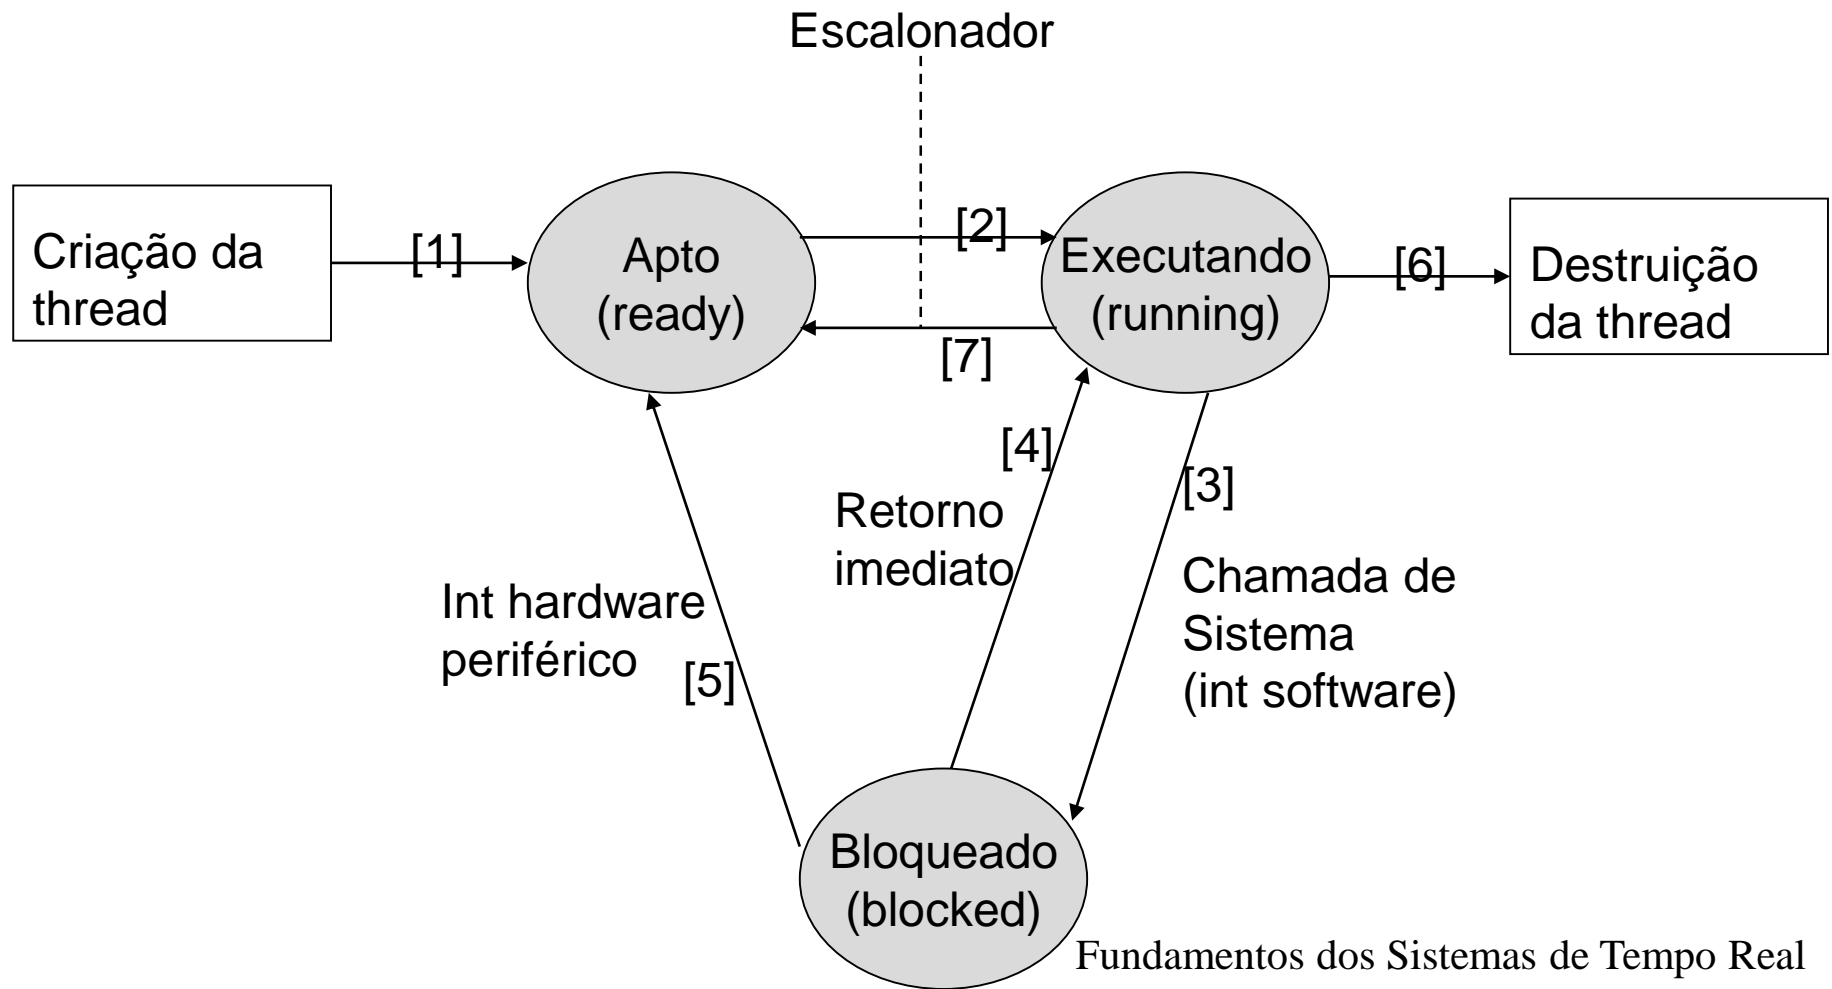 Escalonador
Criação da
thread
[1]
Apto
(ready)
[2]
[7]
Executando
(running)
[6]
Destruição
da thread
[4]
Retorno
imediato
[3]
Chamada de
Sistema
(int software)
Int hardware
periférico
[5]
Bloqueado
(blocked)
Fundamentos dos Sistemas de Tempo Real